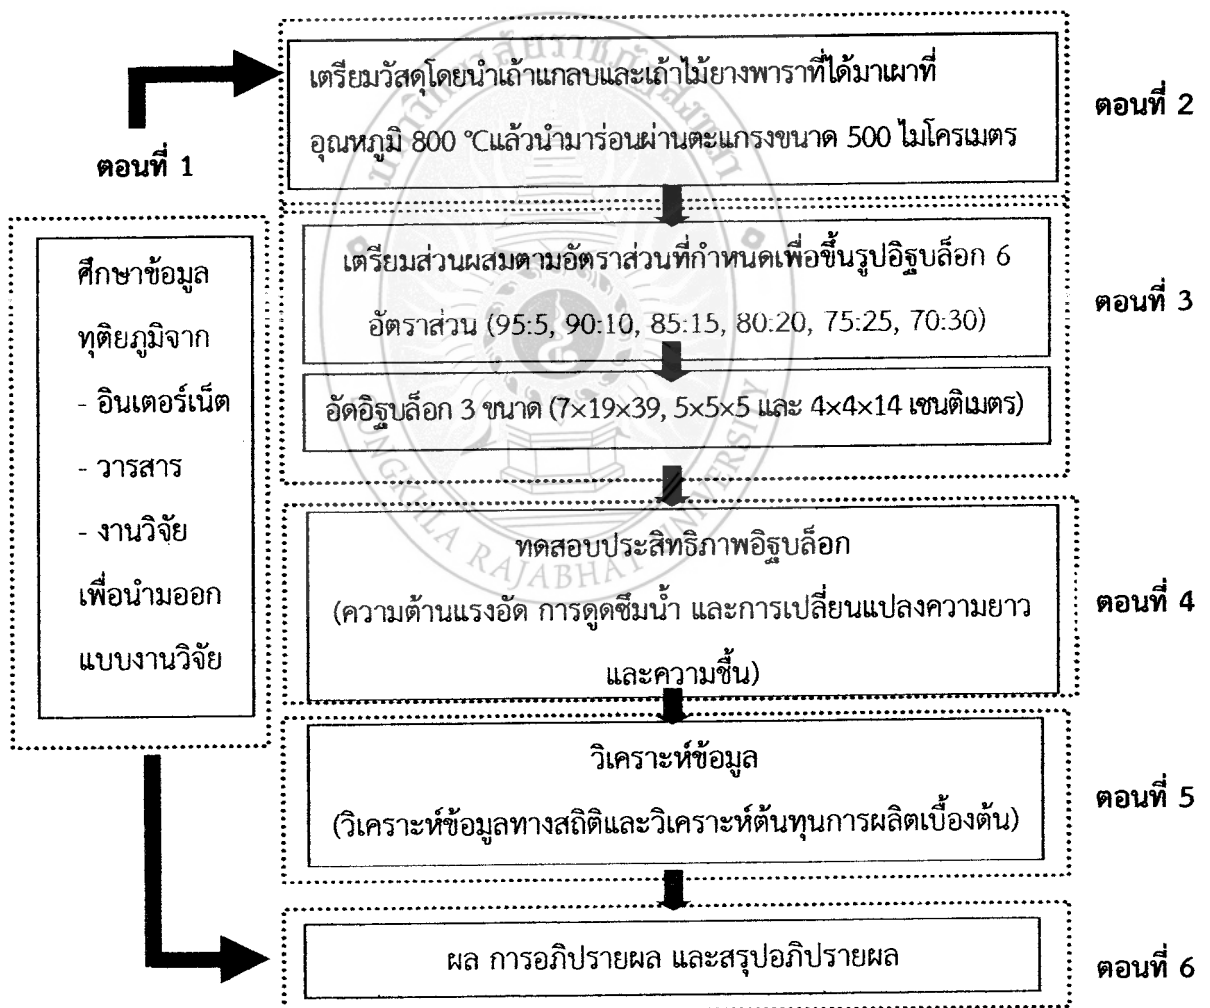 ตอนที่ 1
ศึกษาข้อมูล
ทุติยภูมิจาก
- อินเตอร์เน็ต
- วารสาร
- งานวิจัย
เพื่อนำมออก
แบบงานวิจัย
เตรียมวัสดุโดยนำเถ้าแกลบและเถ้าไม้ยางพาราที่ได้มาเผาที่
อุณหภูมิ 800 °Cแล้วนำมาร่อนผ่านตะแกรงขนาด 500 ไมโครเมตร
ตอนที่ 2
เตรียมส่วนผสมตามอัตราส่วนที่กำหนดเพื่อขึ้นรูปอิฐบล็อก 6
อัตราส่วน (95:5, 90:10, 85:15, 80:20, 75:25, 70:30)
ตอนที่ 3
อัดอิฐบล็อก 3 ขนาด (7×19×39, 5×5×5 และ 4×4×14 เซนติเมตร)
ทดสอบประสิทธิภาพอิฐบล็อก
(ความต้านแรงอัด การดูดซึมน้ำ และการเปลี่ยนแปลงความยาว
และความชื้น)
ตอนที่ 4
วิเคราะห์ข้อมูล
(วิเคราะห์ข้อมูลทางสถิติและวิเคราะห์ต้นทุนการผลิตเบื้องต้น)
ตอนที่ 5
ผล การอภิปรายผล และสรุปอภิปรายผล
ตอนที่ 6
มหาวิทยาลัยราชภัฏสงขลา
SONGKHLA RAJABHAT UNIVERSITY